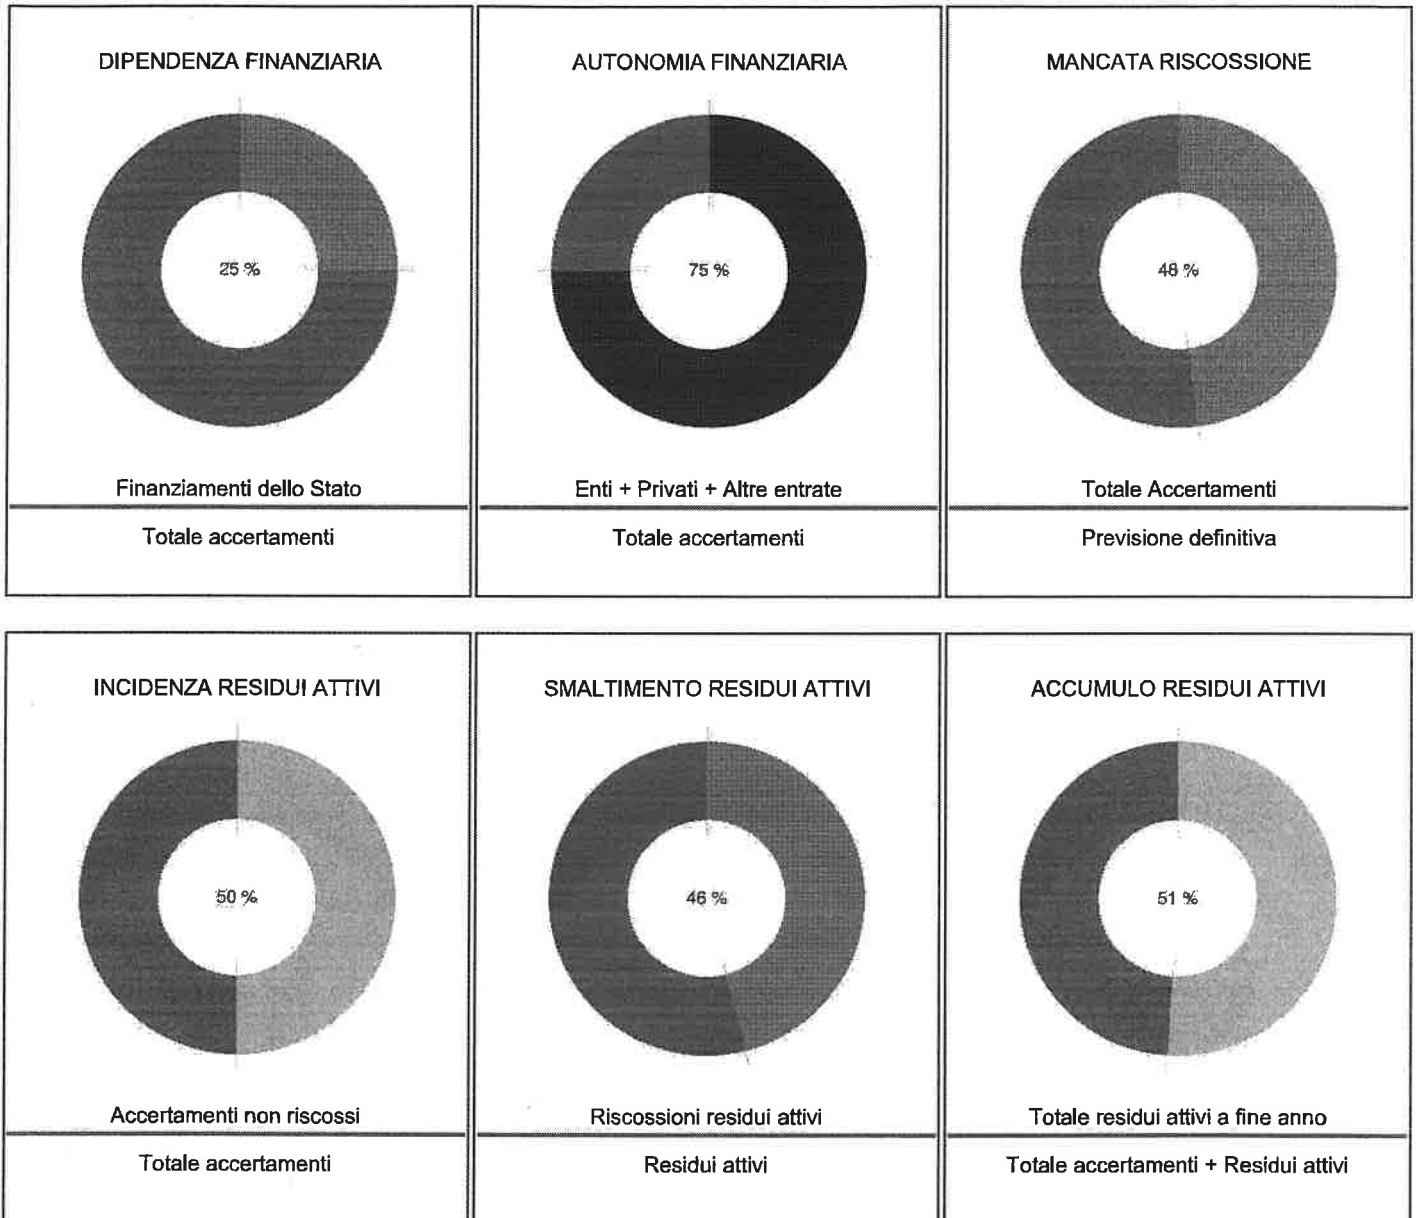 DIPENDENZA FINANZIARIA
25 %
Finanziamenti dello Stato
Totale accertamenti
AUTONOMIA FINANZIARIA
75 %
Enti + Privati + Altre entrate
Totale accertamenti
MANCATA RISCOSSIONE
48 %
Totale Accertamenti
Previsione definitiva
INCIDENZA RESIDUI ATTIVI
50 %
Accertamenti non riscossi
Totale accertamenti
SMALTIMENTO RESIDUI ATTIVI
46 %
Riscossioni residui attivi
Residui attivi
ACCUMULO RESIDUI ATTIVI
51 %
Totale residui attivi a fine anno
Totale accertamenti + Residui attivi